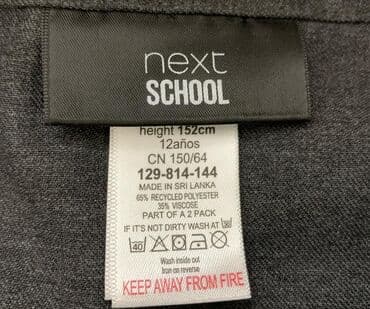 next
SCHOOL
height 152cm
12años
CN 150/64
129-814-144
MADE IN SRI LANKA
65% RECYCLED POLYESTER
35% VISCOSE
PART OF A 2 PACK
IF IT'S NOT DIRTY WASH AT 30
40
Wash inside out
Iron on reverse
KEEP AWAY FROM FIRE